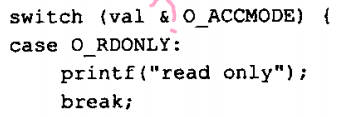 switch (val & O_ACCMODE) {
case O_RDONLY:
    printf("read only");
    break;